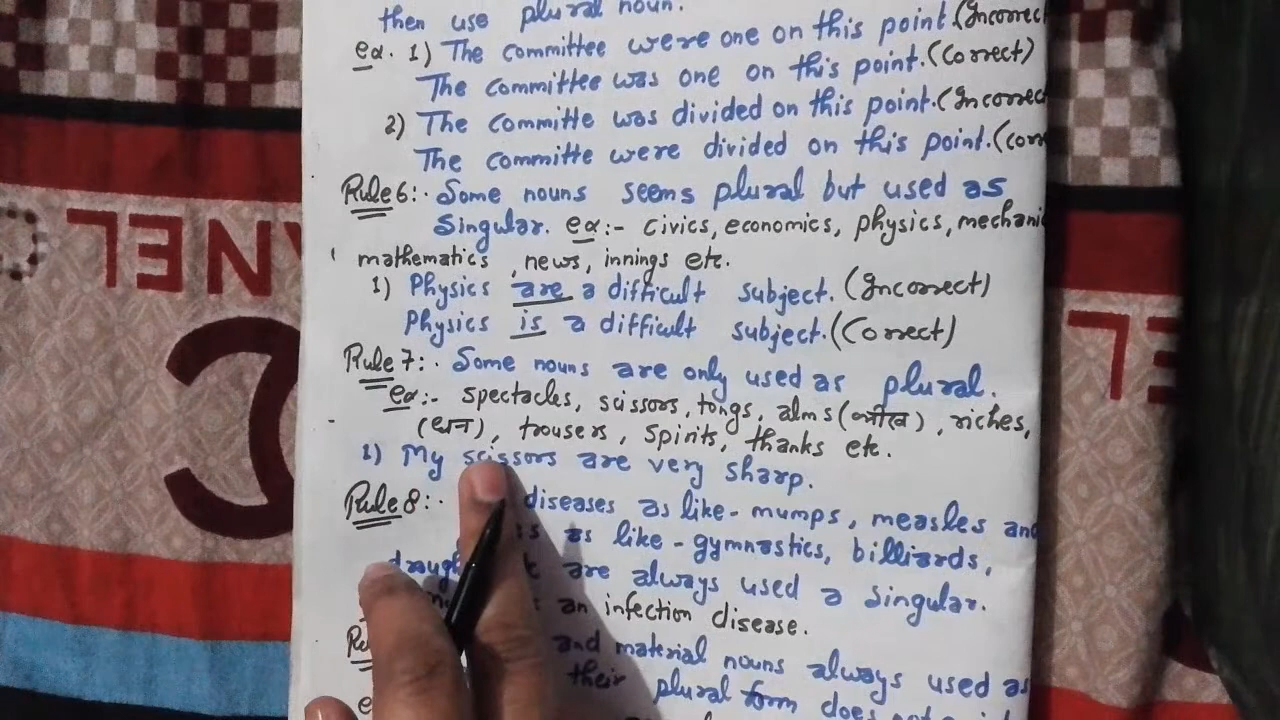 then use plural noun.
ex. 1) The committee were one on this point. (Incorrect
The committee was one on this point. (Correct)
2) The committe was divided on this point. (Incorrec
The committe were divided on this point. (corr
Rule 6:- Some nouns seems plural but used as
Singular. ex:- civics, economics, physics, mechani
mathematics, news, innings etc.
1) Physics are a difficult subject. (Incorrect)
Physics is a difficult subject. (Correct)
Rule 7:- Some nouns are only used as plural.
ex:- spectacles, scissors, tongs, alms (भीख), riches,
(धन), trousers, spirits, thanks etc.
1) My scissors are very sharp.
Rule 8:- diseases as like - mumps, measles and
as like - gymnastics, billiards,
are always used a singular.
an infection disease.
and material nouns always used as
their plural form does not